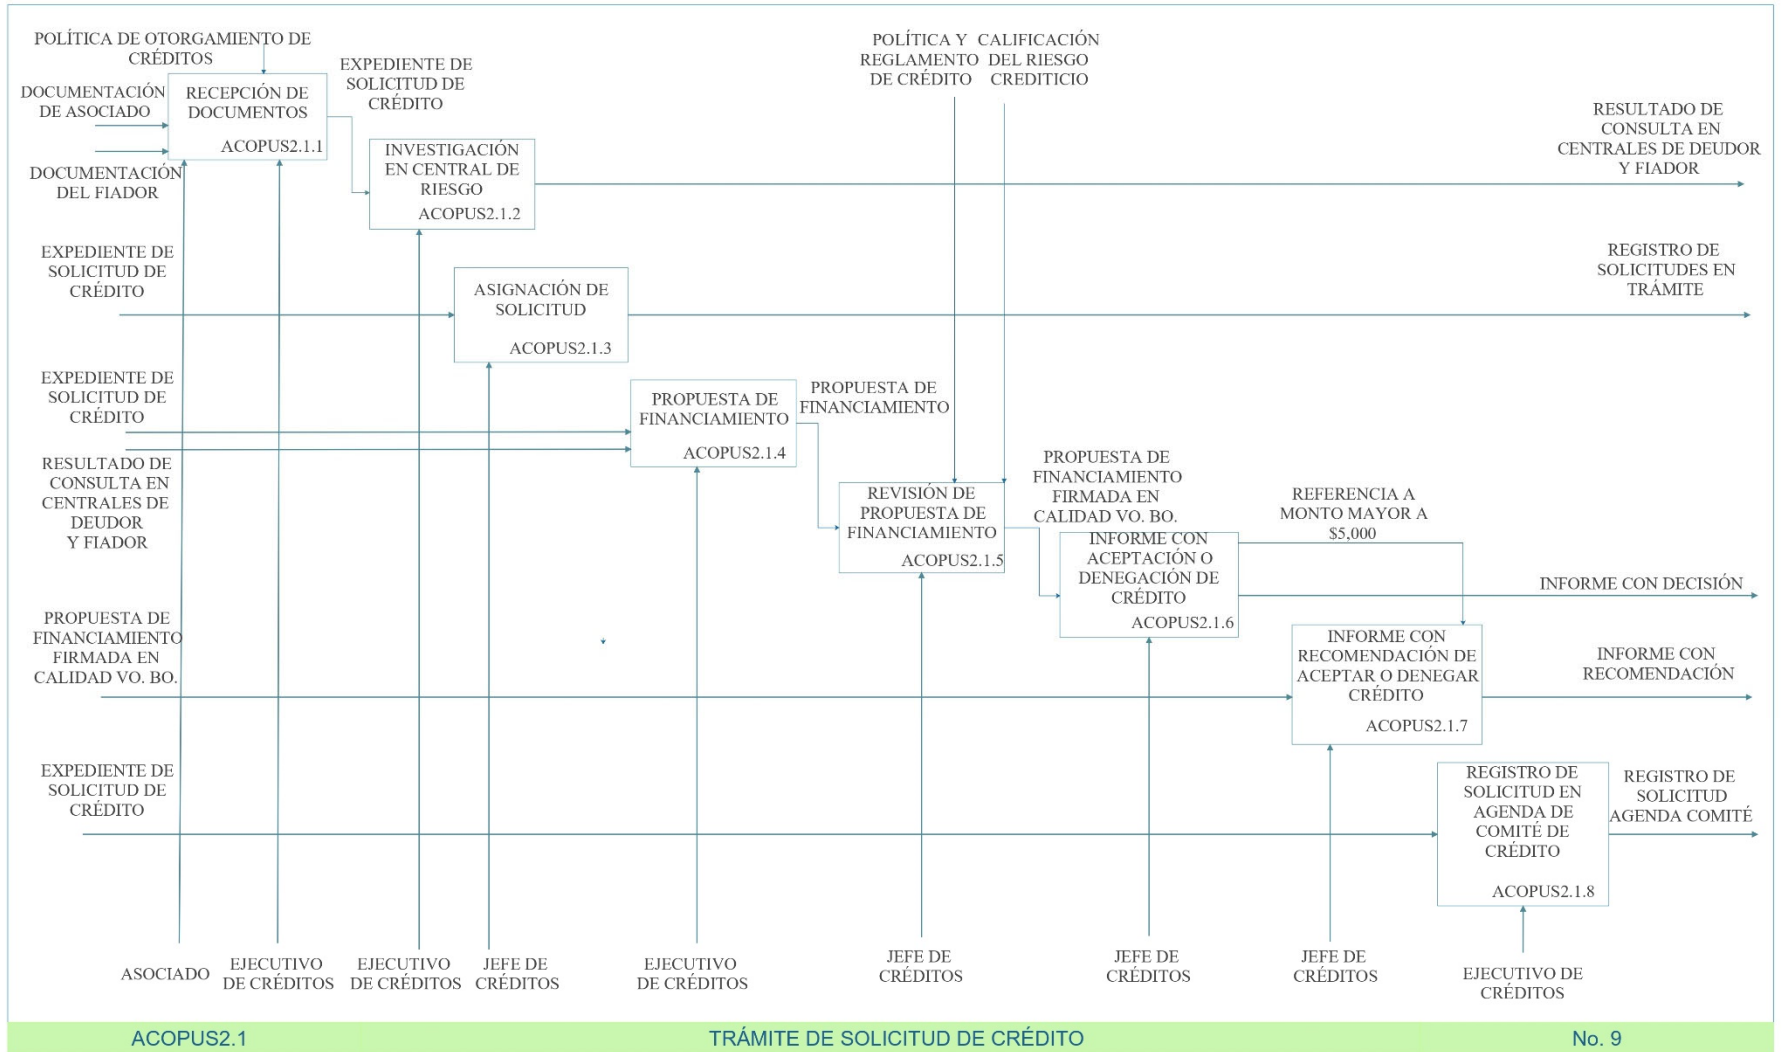 POLÍTICA DE OTORGAMIENTO DE
CRÉDITOS
DOCUMENTACIÓN
DE ASOCIADO
RECEPCIÓN DE
DOCUMENTOS
ACOPUS2.1.1
DOCUMENTACIÓN
DEL FIADOR
EXPEDIENTE DE
SOLICITUD DE
CRÉDITO
INVESTIGACIÓN
EN CENTRAL DE
RIESGO
ACOPUS2.1.2
POLÍTICA Y
REGLAMENTO
DE CRÉDITO
CALIFICACIÓN
DEL RIESGO
CREDITICIO
RESULTADO DE
CONSULTA EN
CENTRALES DE DEUDOR
Y FIADOR
EXPEDIENTE DE
SOLICITUD DE
CRÉDITO
ASIGNACIÓN DE
SOLICITUD
ACOPUS2.1.3
REGISTRO DE
SOLICITUDES EN
TRÁMITE
EXPEDIENTE DE
SOLICITUD DE
CRÉDITO
PROPUESTA DE
FINANCIAMIENTO
ACOPUS2.1.4
PROPUESTA DE
FINANCIAMIENTO
RESULTADO DE
CONSULTA EN
CENTRALES DE
DEUDOR
Y FIADOR
REVISIÓN DE
PROPUESTA DE
FINANCIAMIENTO
ACOPUS2.1.5
PROPUESTA DE
FINANCIAMIENTO
FIRMADA EN
CALIDAD VO. BO.
INFORME CON
ACEPTACIÓN O
DENEGACIÓN DE
CRÉDITO
ACOPUS2.1.6
REFERENCIA A
MONTO MAYOR A
$5,000
INFORME CON DECISIÓN
PROPUESTA DE
FINANCIAMIENTO
FIRMADA EN
CALIDAD VO. BO.
INFORME CON
RECOMENDACIÓN DE
ACEPTAR O DENEGAR
CRÉDITO
ACOPUS2.1.7
INFORME CON
RECOMENDACIÓN
EXPEDIENTE DE
SOLICITUD DE
CRÉDITO
REGISTRO DE
SOLICITUD EN
AGENDA DE
COMITÉ DE
CRÉDITO
ACOPUS2.1.8
REGISTRO DE
SOLICITUD
AGENDA COMITÉ
ASOCIADO
EJECUTIVO
DE CRÉDITOS
EJECUTIVO
DE CRÉDITOS
JEFE DE
CRÉDITOS
EJECUTIVO
DE CRÉDITOS
JEFE DE
CRÉDITOS
JEFE DE
CRÉDITOS
JEFE DE
CRÉDITOS
EJECUTIVO DE
CRÉDITOS
ACOPUS2.1
TRÁMITE DE SOLICITUD DE CRÉDITO
No. 9